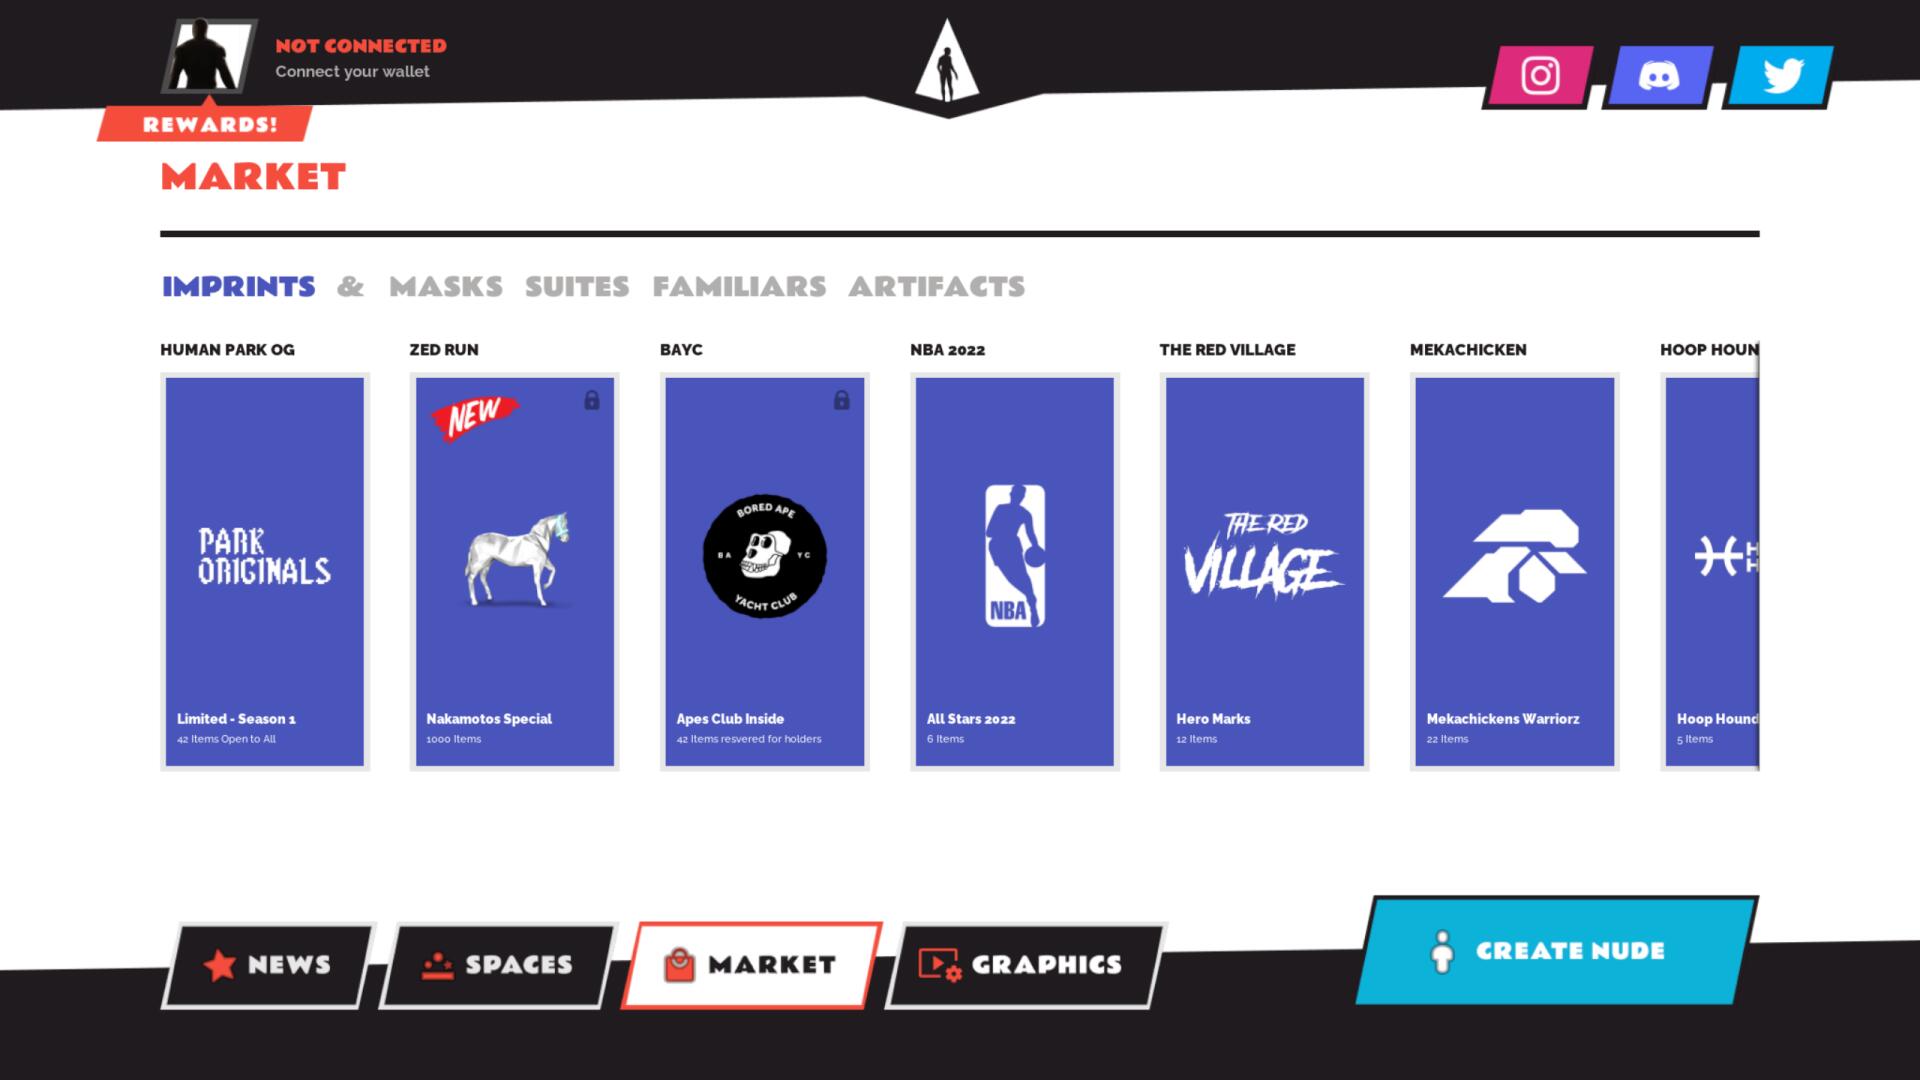 NOT CONNECTED
Connect your wallet
REWARDS!
MARKET
IMPRINTS & MASKS SUITES FAMILIARS ARTIFACTS
HUMAN PARK OG
PARK
ORIGINALS
Limited - Season 1
42 Items Open to All
ZED RUN
NEW
Nakamotos Special
1000 Items
BAYC
BORED APE
BA YC
YACHT CLUB
Apes Club Inside
42 Items resvered for holders
NBA 2022
NBA
All Stars 2022
6 Items
THE RED VILLAGE
THE RED
VILLAGE
Hero Marks
12 Items
MEKACHICKEN
Mekachickens Warriorz
22 Items
HOOP HOUN
H
H
Hoop Hound
5 Items
NEWS
SPACES
MARKET
GRAPHICS
CREATE NUDE